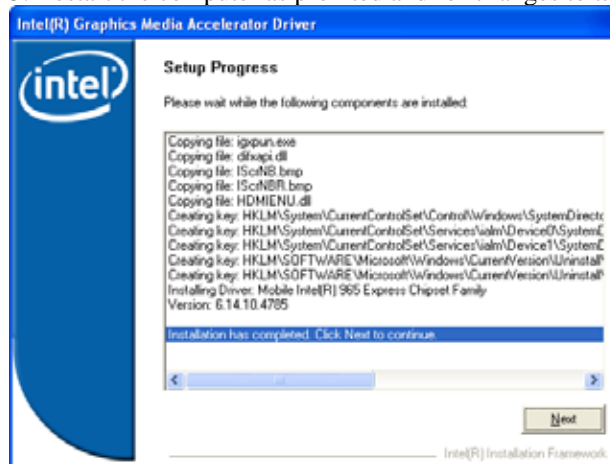 Intel(R) Graphics Media Accelerator Driver
intel
Setup Progress
Please wait while the following components are installed:
Copying file: igxpun.exe
Copying file: difxapi.dll
Copying file: IScrNB.bmp
Copying file: IScrNBR.bmp
Copying file: HDMIENU.dll
Creating key: HKLM\System\CurrentControlSet\Control\Windows\SystemDirecto
Creating key: HKLM\System\CurrentControlSet\Services\ialm\Device0\SystemD
Creating key: HKLM\System\CurrentControlSet\Services\ialm\Device1\SystemD
Creating key: HKLM\SOFTWARE\Microsoft\Windows\CurrentVersion\Uninstall\
Creating key: HKLM\SOFTWARE\Microsoft\Windows\CurrentVersion\Uninstall\
Installing Driver: Mobile Intel(R) 965 Express Chipset Family
Version: 6.14.10.4785
Installation has completed. Click Next to continue.
Next
Intel(R) Installation Framework